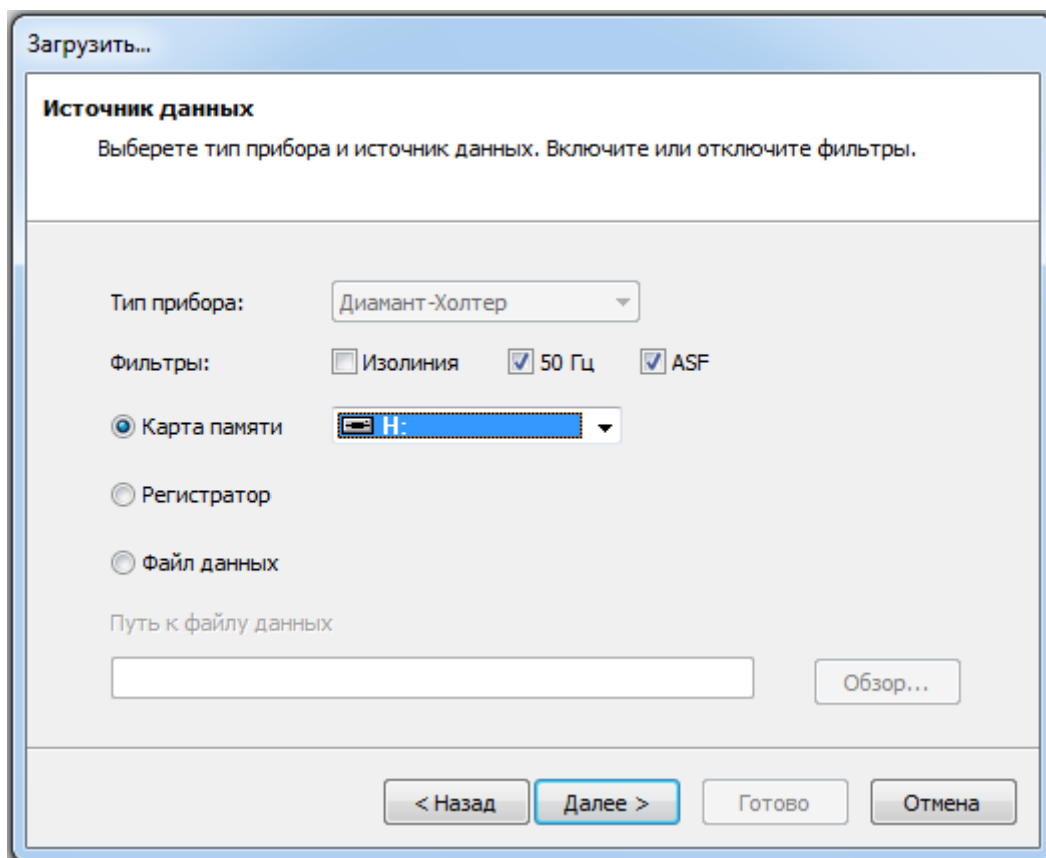 Загрузить...
Источник данных
Выберете тип прибора и источник данных. Включите или отключите фильтры.
Тип прибора: Диамант-Холтер
Фильтры: Изолиния 50 Гц ASF
Карта памяти H:
Регистратор
Файл данных
Путь к файлу данных
Обзор...
< Назад Далее > Готово Отмена